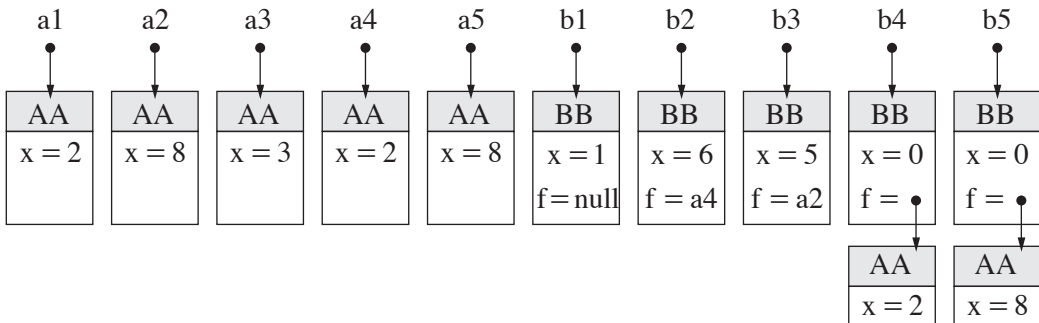 a1 a2 a3 a4 a5 b1 b2 b3 b4 b5
AA AA AA AA AA BB BB BB BB BB
x = 2 x = 8 x = 3 x = 2 x = 8 x = 1 x = 6 x = 5 x = 0 x = 0
f = null f = a4 f = a2 f = f =
AA AA
x = 2 x = 8